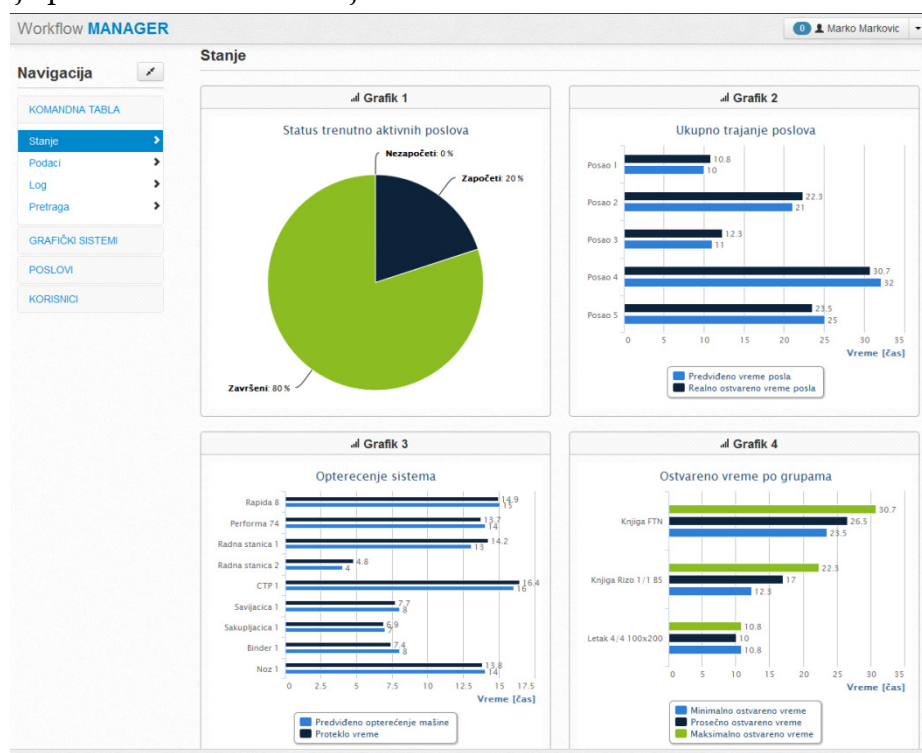 Workflow MANAGER
0 Marko Markovic
Navigacija
KOMANDNA TABLA
Stanje
Podaci
Log
Pretraga
GRAFIČKI SISTEMI
POSLOVI
KORISNICI
Stanje
Grafik 1
Status trenutno aktivnih poslova
Nezapočeti: 0 %
Započeti: 20 %
Završeni: 80 %
Grafik 2
Ukupno trajanje poslova
Posao 1
10.8
10
Posao 2
22.3
21
Posao 3
12.3
11
Posao 4
30.7
32
Posao 5
23.5
25
0 5 10 15 20 25 30 35
Vreme [čas]
Predviđeno vreme posla
Realno ostvareno vreme posla
Grafik 3
Opterecenje sistema
Rapida 8
14.9
15
Performa 74
13.7
14
Radna stanica 1
14.2
13
Radna stanica 2
4.8
4
CTP 1
16.4
16
Savijacica 1
7.7
8
Sakupljacica 1
6.9
7
Binder 1
7.4
8
Noz 1
13.8
14
0 2.5 5 7.5 10 12.5 15 17.5
Vreme [čas]
Predviđeno opterećenje mašine
Proteklo vreme
Grafik 4
Ostvareno vreme po grupama
30.7
Knjiga FTN
26.5
23.5
22.3
Knjiga Rizo 1/1 B5
17
12.3
10.8
Letak 4/4 100x200
10
10.8
0 5 10 15 20 25 30 35
Vreme [čas]
Minimalno ostvareno vreme
Prosečno ostvareno vreme
Maksimalno ostvareno vreme